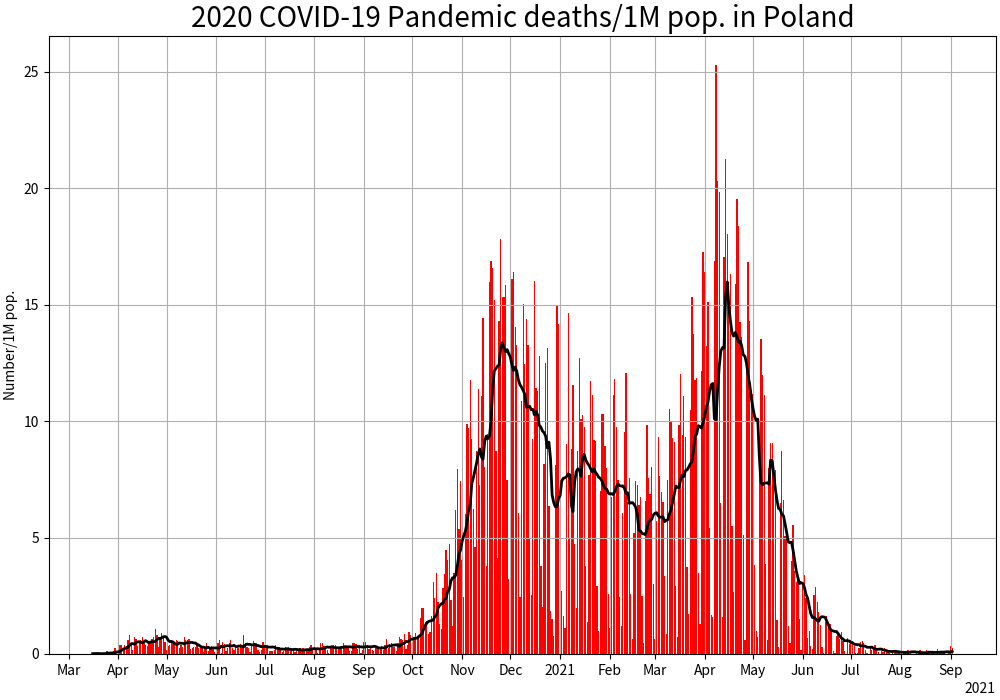 2020 COVID-19 Pandemic deaths/1M pop. in Poland
Number/1M pop.
25
20
15
10
5
0
Mar Apr May Jun Jul Aug Sep Oct Nov Dec 2021 Feb Mar Apr May Jun Jul Aug Sep
2021